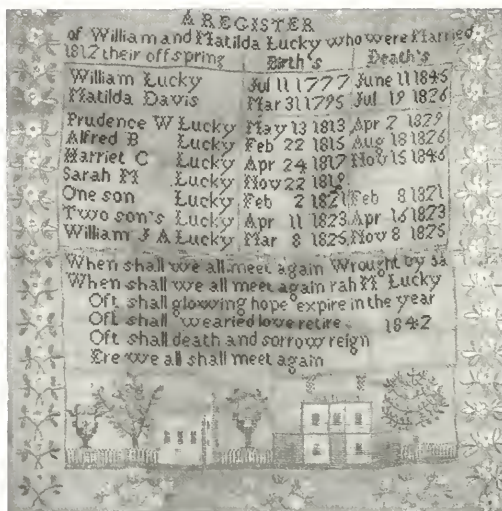 A REGISTER
of William and Matilda Lucky who were Married
1812 their offspring Birth's Death's
William Lucky Jul 11 1777 June 11 1845
Matilda Davis Mar 31 1795 Jul 19 1826
Prudence W Lucky May 13 1813 Apr 2 1829
Alfred B Lucky Feb 22 1815 Aug 18 1826
Harriet C Lucky Apr 24 1817 Nov 15 1846
Sarah M Lucky Nov 22 1819
One son Lucky Feb 2 1821 Feb 8 1821
Two son's Lucky Apr 11 1823 Apr 16 1823
William J A Lucky Mar 8 1825 Nov 8 1825
When shall we all meet again Wrought by Sa
When shall we all meet again rah M Lucky
Oft shall glowing hope expire in the year
Oft shall wearied love retire 1842
Oft shall death and sorrow reign
Ere we all shall meet again